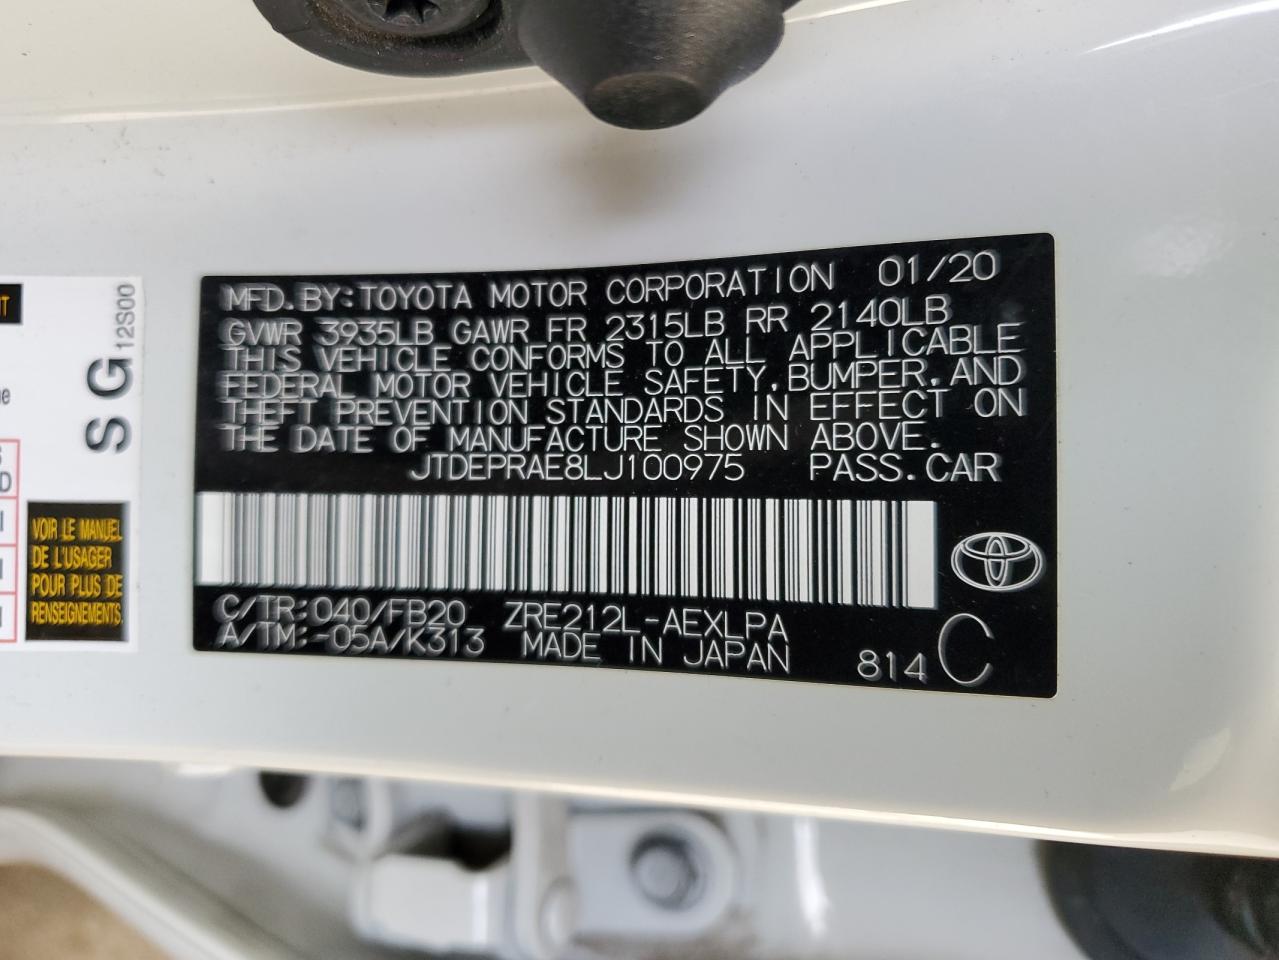 MFD.BY:TOYOTA MOTOR CORPORATION 01/20
GVWR 3935LB GAWR FR 2315LB RR 2140LB
THIS VEHICLE CONFORMS TO ALL APPLICABLE
FEDERAL MOTOR VEHICLE SAFETY,BUMPER,AND
THEFT PREVENTION STANDARDS IN EFFECT ON
THE DATE OF MANUFACTURE SHOWN ABOVE.
JTDEPRAE8LJ100975 PASS.CAR
C/TR:040/FB20 ZRE212L-AEXLPA
A/TM:-05A/K313 MADE IN JAPAN 814 C
SG
12S00
VOIR LE MANUEL
DE L'USAGER
POUR PLUS DE
RENSEIGNEMENTS.